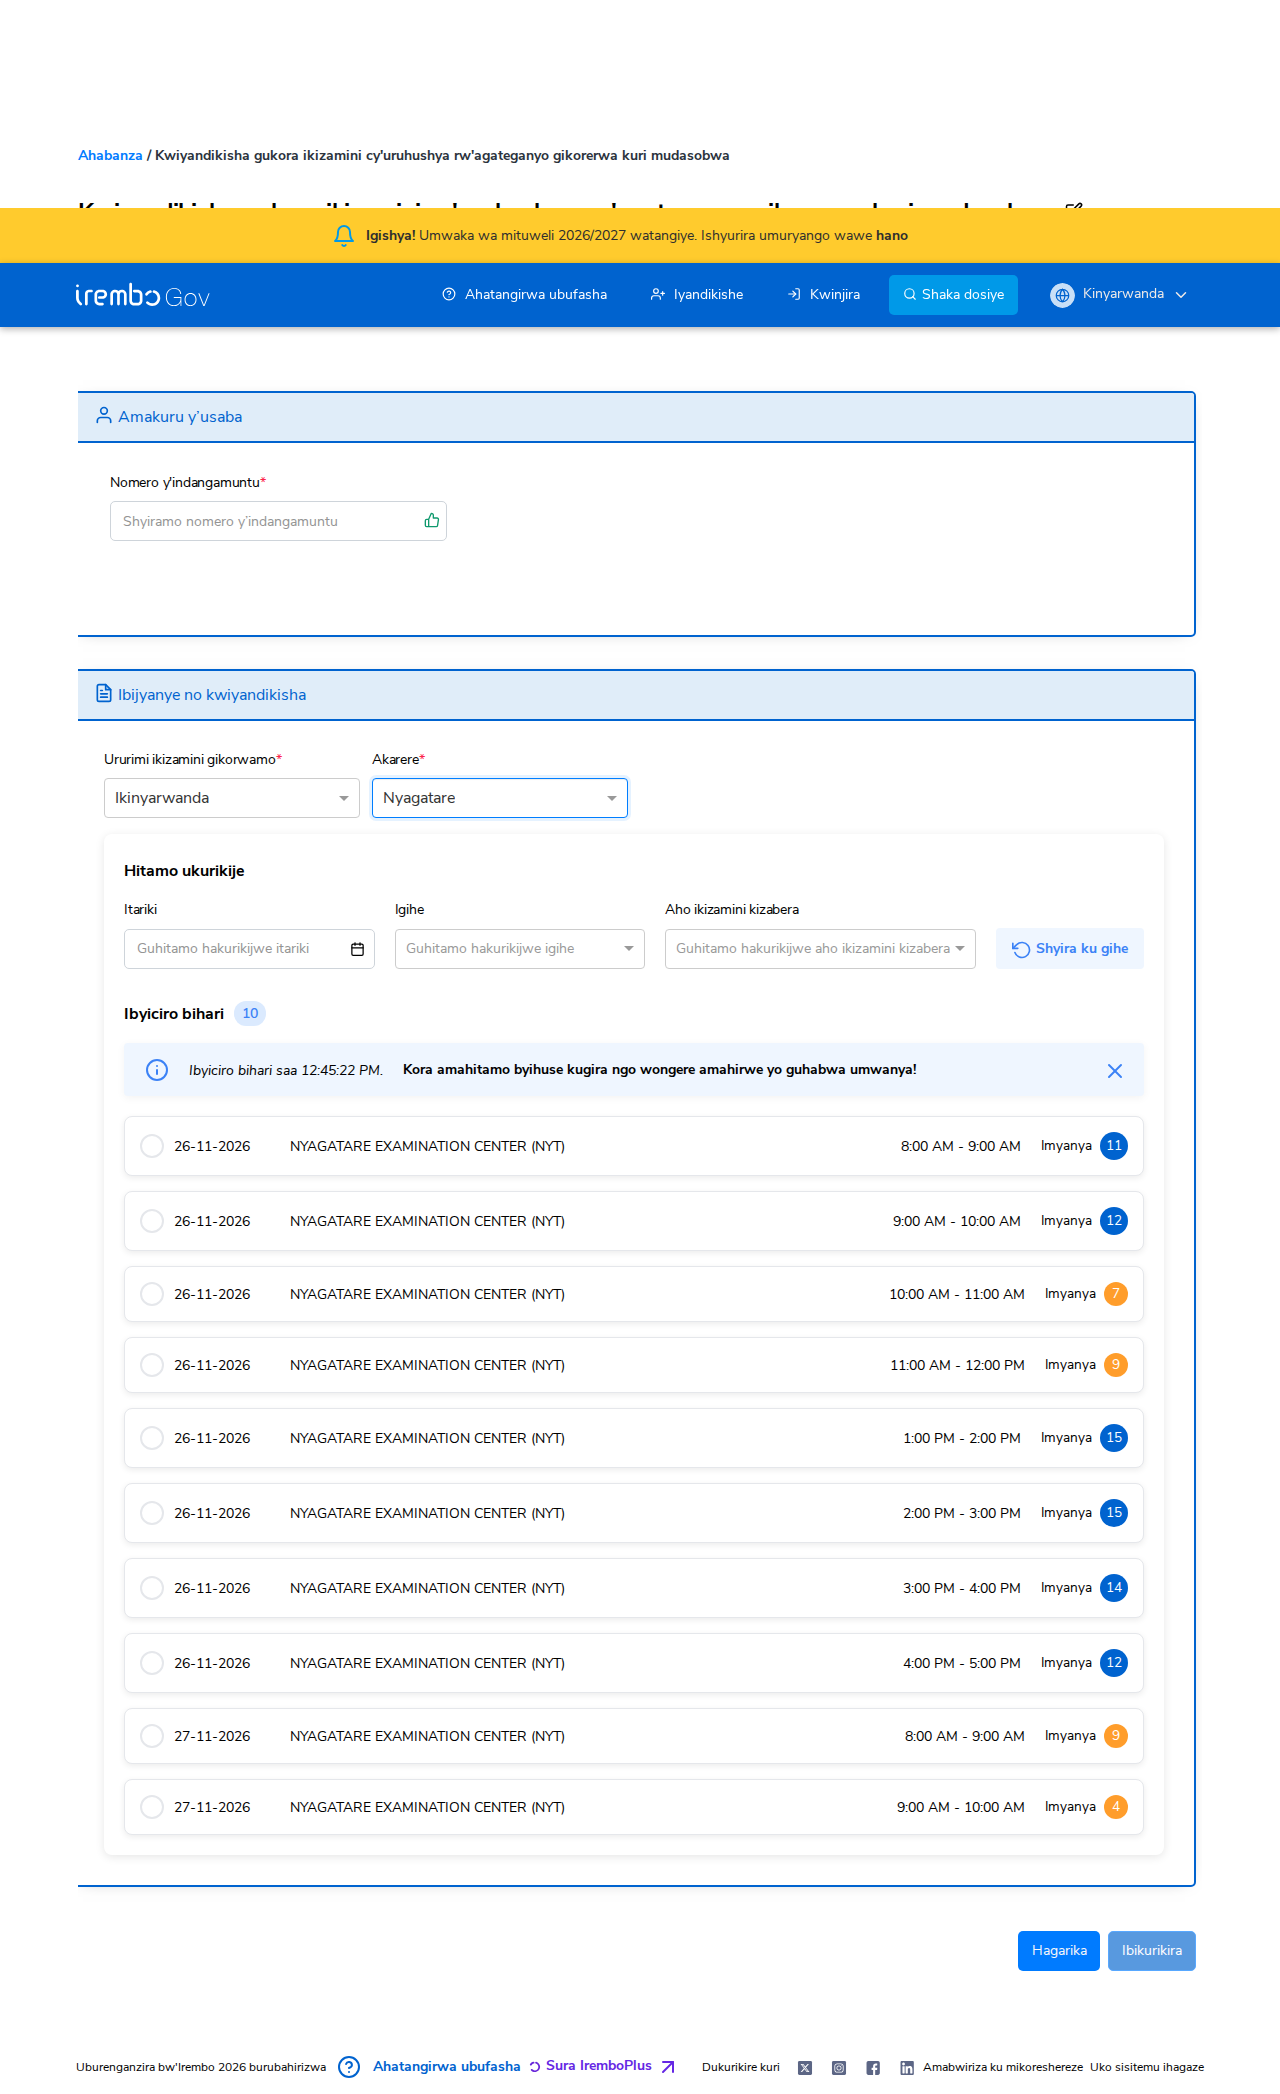 Ahabanza / Kwiyandikisha gukora ikizamini cy'uruhushya rw'agateganyo gikorerwa kuri mudasobwa
Igishya! Umwaka wa mituweli 2026/2027 watangiye. Ishyurira umuryango wawe hano
irembo Gov
Ahatangirwa ubufasha
Iyandikishe
Kwinjira
Shaka dosiye
Kinyarwanda
Amakuru y’usaba
Nomero y'indangamuntu*
Shyiramo nomero y’indangamuntu
Ibijyanye no kwiyandikisha
Ururimi ikizamini gikorwamo* Akarere*
Ikinyarwanda Nyagatare
Hitamo ukurikije
Itariki Igihe Aho ikizamini kizabera
Guhitamo hakurikijwe itariki Guhitamo hakurikijwe igihe Guhitamo hakurikijwe aho ikizamini kizabera Shyira ku gihe
Ibyiciro bihari 10
Ibyiciro bihari saa 12:45:22 PM. Kora amahitamo byihuse kugira ngo wongere amahirwe yo guhabwa umwanya!
26-11-2026 NYAGATARE EXAMINATION CENTER (NYT) 8:00 AM - 9:00 AM Imyanya 11
26-11-2026 NYAGATARE EXAMINATION CENTER (NYT) 9:00 AM - 10:00 AM Imyanya 12
26-11-2026 NYAGATARE EXAMINATION CENTER (NYT) 10:00 AM - 11:00 AM Imyanya 7
26-11-2026 NYAGATARE EXAMINATION CENTER (NYT) 11:00 AM - 12:00 PM Imyanya 9
26-11-2026 NYAGATARE EXAMINATION CENTER (NYT) 1:00 PM - 2:00 PM Imyanya 15
26-11-2026 NYAGATARE EXAMINATION CENTER (NYT) 2:00 PM - 3:00 PM Imyanya 15
26-11-2026 NYAGATARE EXAMINATION CENTER (NYT) 3:00 PM - 4:00 PM Imyanya 14
26-11-2026 NYAGATARE EXAMINATION CENTER (NYT) 4:00 PM - 5:00 PM Imyanya 12
27-11-2026 NYAGATARE EXAMINATION CENTER (NYT) 8:00 AM - 9:00 AM Imyanya 9
27-11-2026 NYAGATARE EXAMINATION CENTER (NYT) 9:00 AM - 10:00 AM Imyanya 4
Hagarika Ibikurikira
Uburenganzira bw'Irembo 2026 burubahirizwa Ahatangirwa ubufasha Sura IremboPlus Dukurikire kuri Amabwiriza ku mikoreshereze Uko sisitemu ihagaze